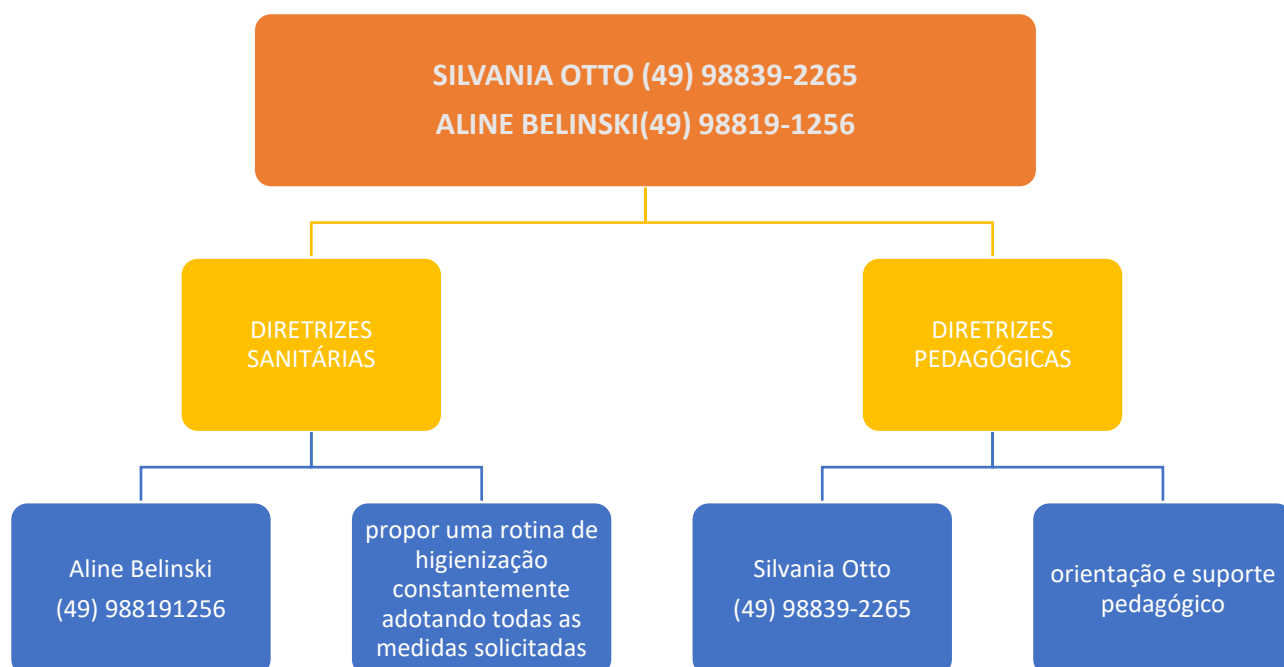 SILVANIA OTTO (49) 98839-2265
ALINE BELINSKI(49) 98819-1256
DIRETRIZES
SANITÁRIAS
DIRETRIZES
PEDAGÓGICAS
Aline Belinski
(49) 988191256
propor uma rotina de
higienização
constantemente
adotando todas as
medidas solicitadas
Silvania Otto
(49) 98839-2265
orientação e suporte
pedagógico